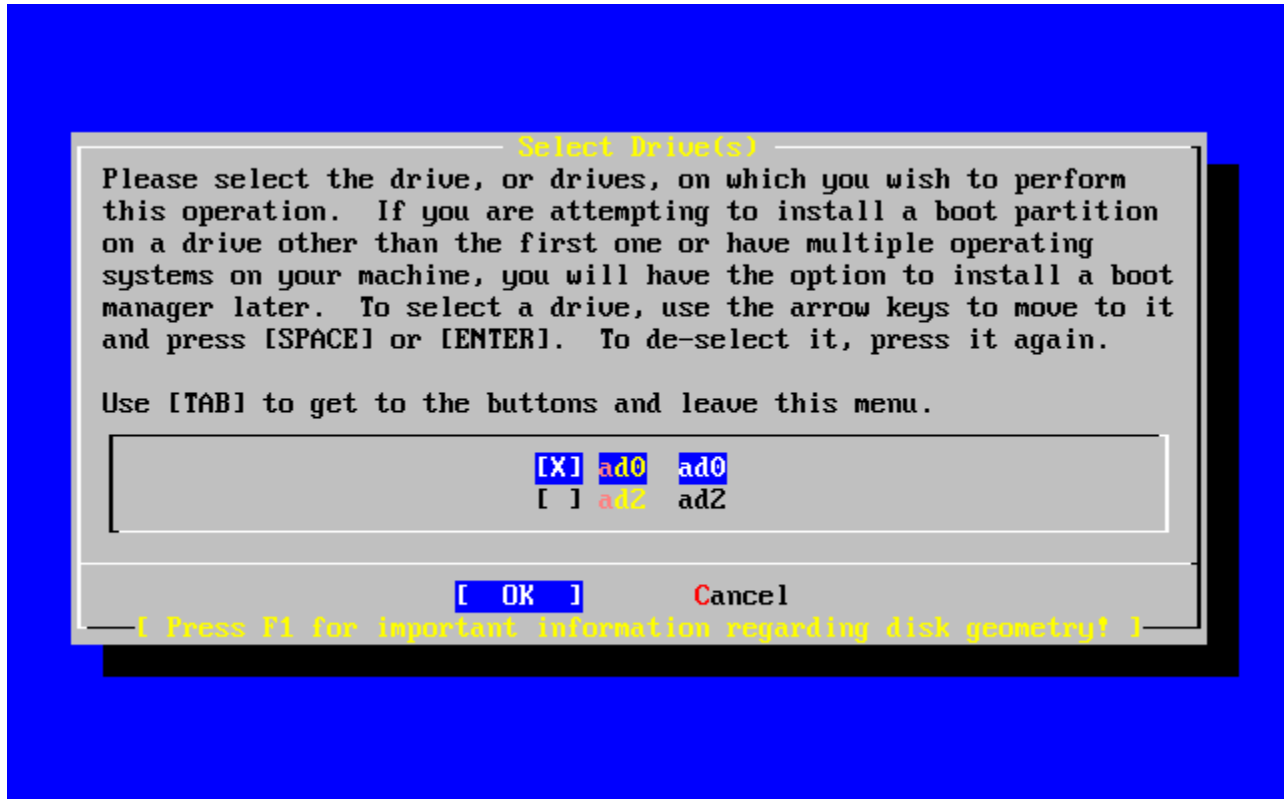 Select Drive(s)
Please select the drive, or drives, on which you wish to perform
this operation.  If you are attempting to install a boot partition
on a drive other than the first one or have multiple operating
systems on your machine, you will have the option to install a boot
manager later.  To select a drive, use the arrow keys to move to it
and press [SPACE] or [ENTER].  To de-select it, press it again.
Use [TAB] to get to the buttons and leave this menu.
[X] ad0  ad0
[ ] ad2  ad2
[  OK  ]       Cancel
[ Press F1 for important information regarding disk geometry! ]